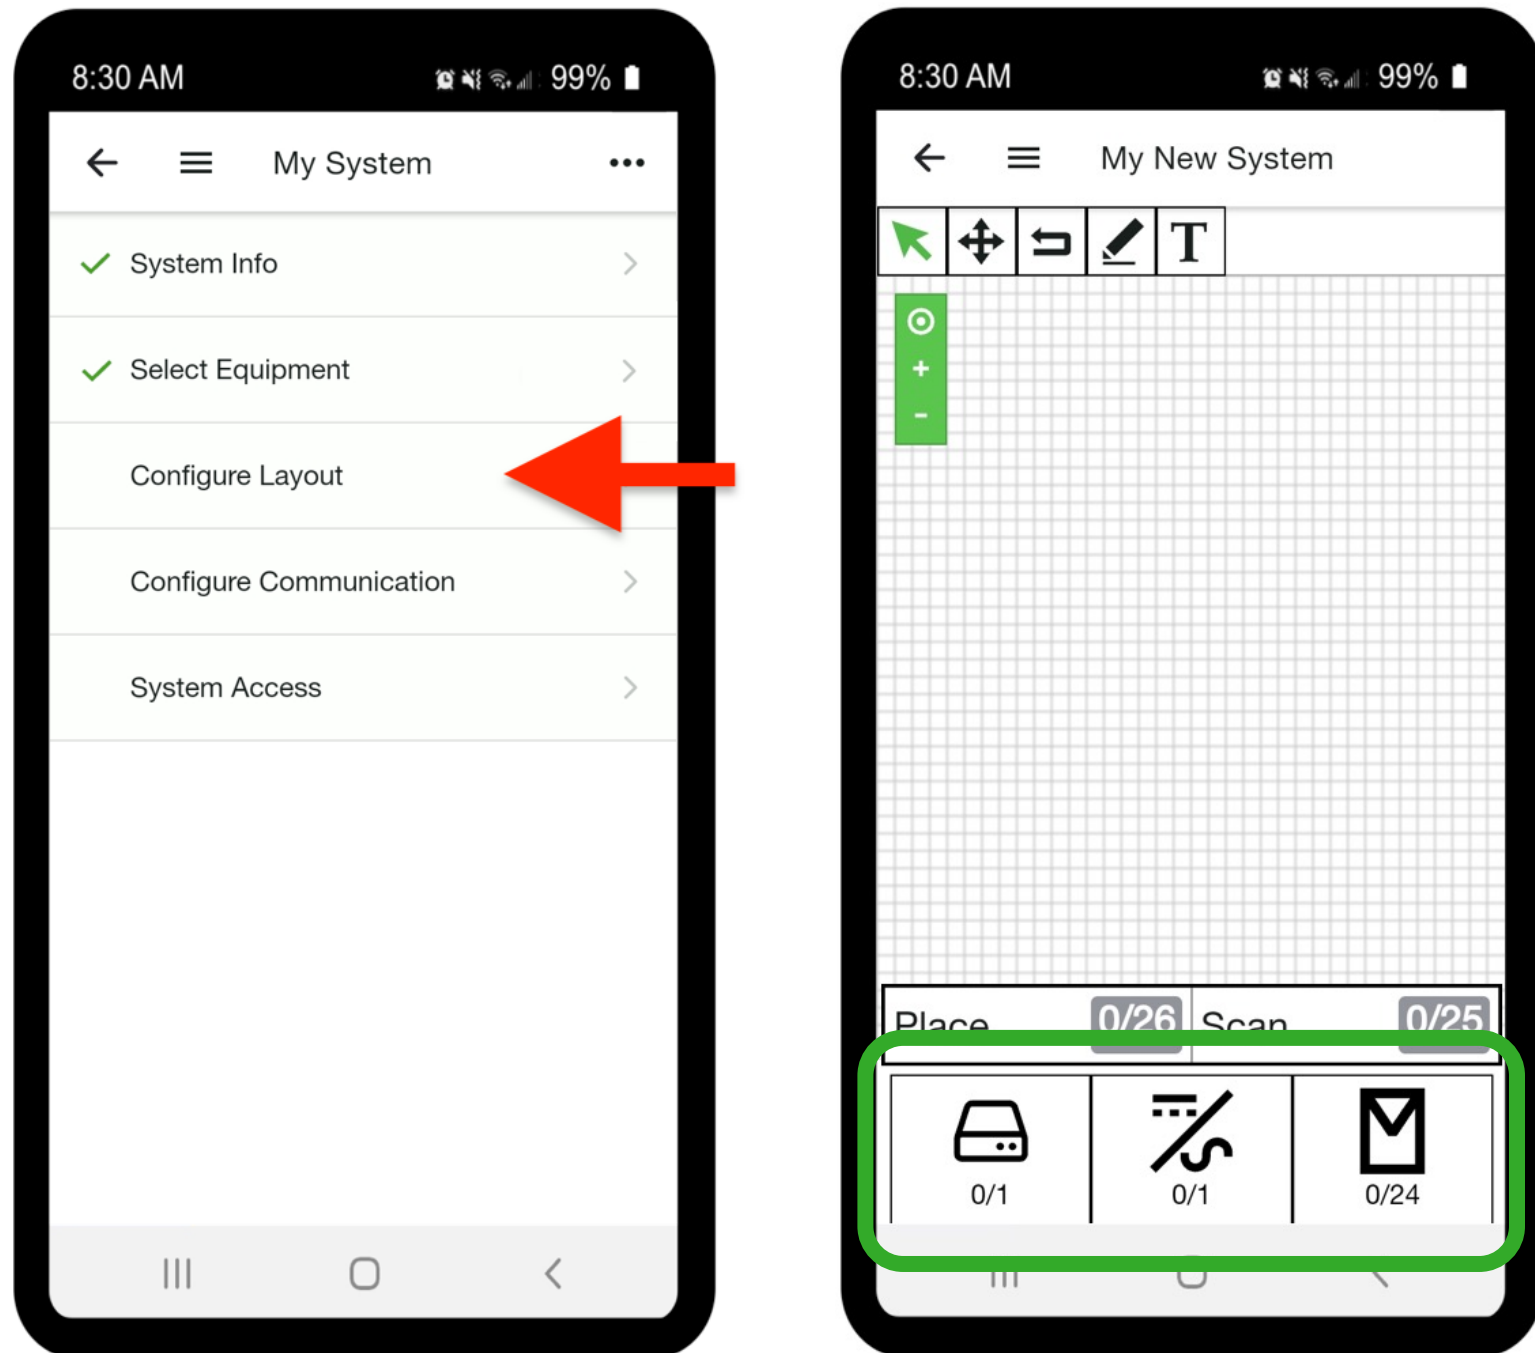 8:30 AM 99%
My System
System Info
Select Equipment
Configure Layout
Configure Communication
System Access
8:30 AM 99%
My New System
T
Place 0/26 Scan 0/25
0/1 0/1 0/24